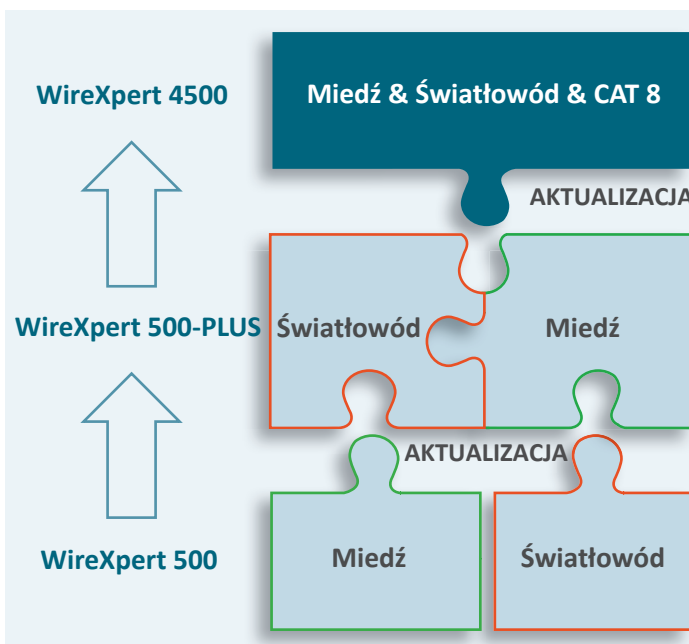 WireXpert 4500
Miedź & Światłowód & CAT 8
AKTUALIZACJA
WireXpert 500-PLUS
Światłowód
Miedź
AKTUALIZACJA
WireXpert 500
Miedź
Światłowód